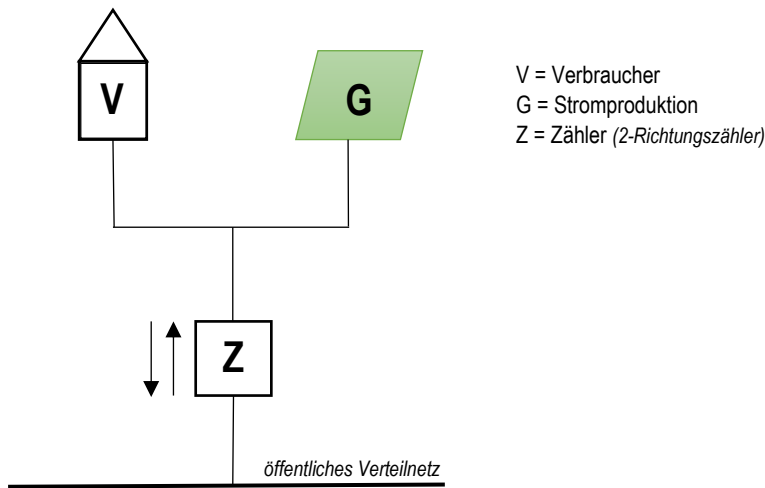 V
G
V = Verbraucher
G = Stromproduktion
Z = Zähler (2-Richtungszähler)
Z
öffentliches Verteilnetz